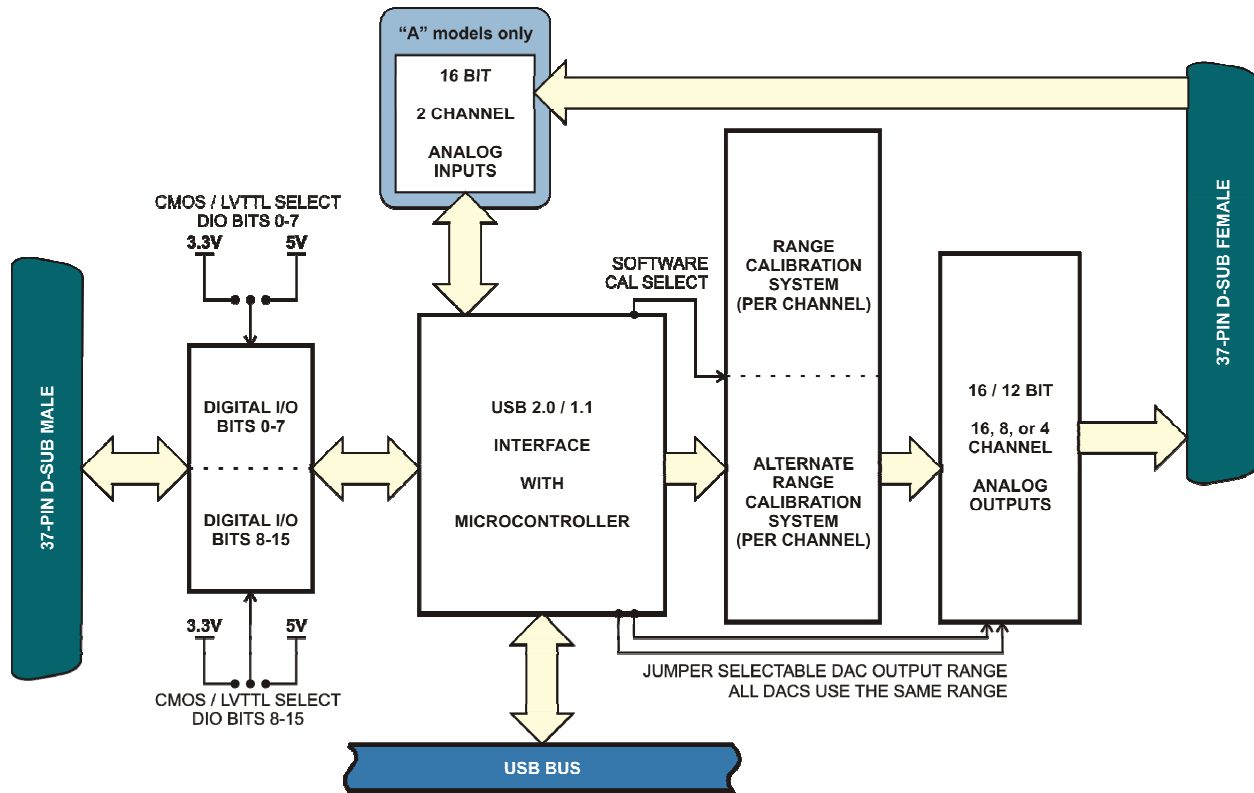 “A” models only
16 BIT
2 CHANNEL
ANALOG
INPUTS
CMOS / LVTTL SELECT
DIO BITS 0-7
3.3V
5V
37-PIN D-SUB MALE
DIGITAL I/O
BITS 0-7
DIGITAL I/O
BITS 8-15
3.3V
5V
CMOS / LVTTL SELECT
DIO BITS 8-15
USB 2.0 / 1.1
INTERFACE
WITH
MICROCONTROLLER
SOFTWARE
CAL SELECT
RANGE
CALIBRATION
SYSTEM
(PER CHANNEL)
ALTERNATE
RANGE
CALIBRATION
SYSTEM
(PER CHANNEL)
16 / 12 BIT
16, 8, or 4
CHANNEL
ANALOG
OUTPUTS
37-PIN D-SUB FEMALE
JUMPER SELECTABLE DAC OUTPUT RANGE
ALL DACS USE THE SAME RANGE
USB BUS